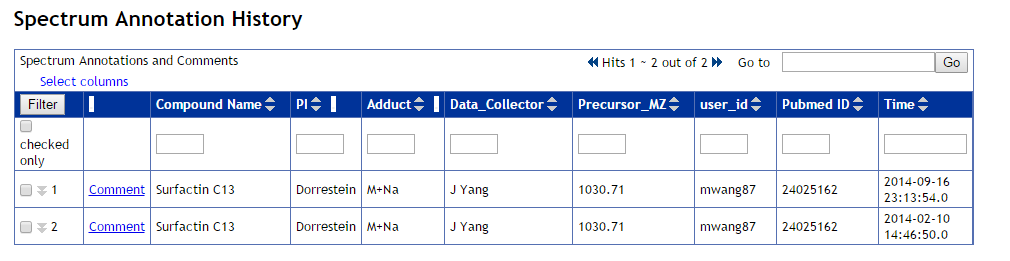 Spectrum Annotation History
Spectrum Annotations and Comments Hits 1 ~ 2 out of 2 Go to Go
Select columns
Filter Compound Name PI Adduct Data_Collector Precursor_MZ user_id Pubmed ID Time
checked only
1 Comment Surfactin C13 Dorrestein M+Na J Yang 1030.71 mwang87 24025162 2014-09-16 23:13:54.0
2 Comment Surfactin C13 Dorrestein M+Na J Yang 1030.71 mwang87 24025162 2014-02-10 14:46:50.0